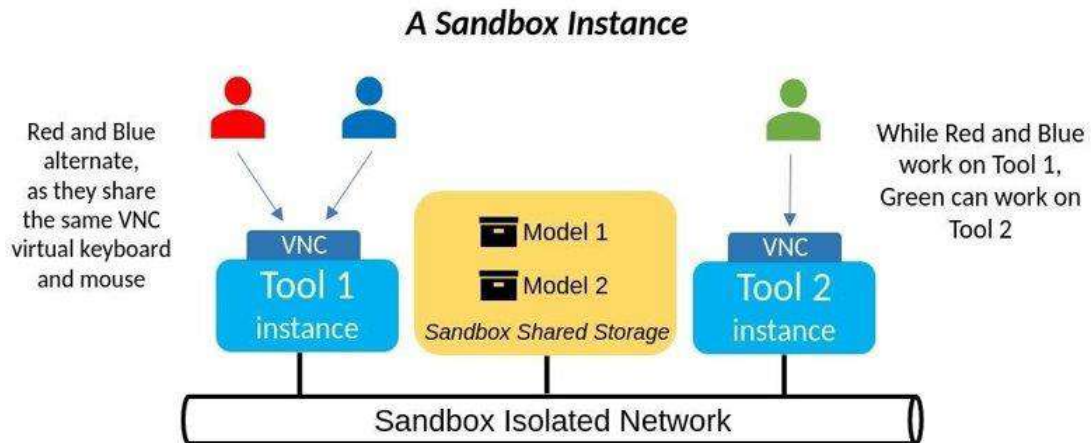 A Sandbox Instance
Red and Blue
alternate,
as they share
the same VNC
virtual keyboard
and mouse
While Red and Blue
work on Tool 1,
Green can work on
Tool 2
VNC
Tool 1
instance
Model 1
Model 2
Sandbox Shared Storage
VNC
Tool 2
instance
Sandbox Isolated Network